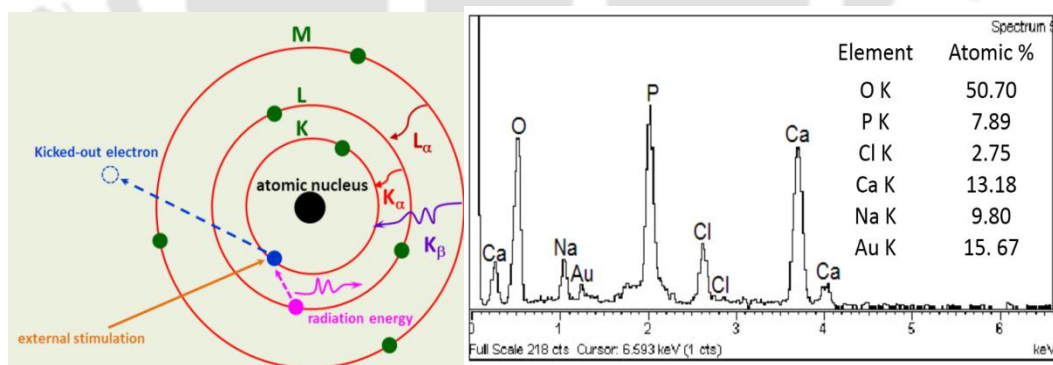 M
L
K
Lα
Kicked-out electron
atomic nucleus
Kα
Kβ
radiation energy
external stimulation
Spectrum
Element Atomic %
O K 50.70
P K 7.89
Cl K 2.75
Ca K 13.18
Na K 9.80
Au K 15. 67
P
O
Ca
Cl
Na
Ca
Au
Cl
Ca
0 1 2 3 4 5 6
Full Scale 218 cts Cursor: 6.593 keV (1 cts)
keV